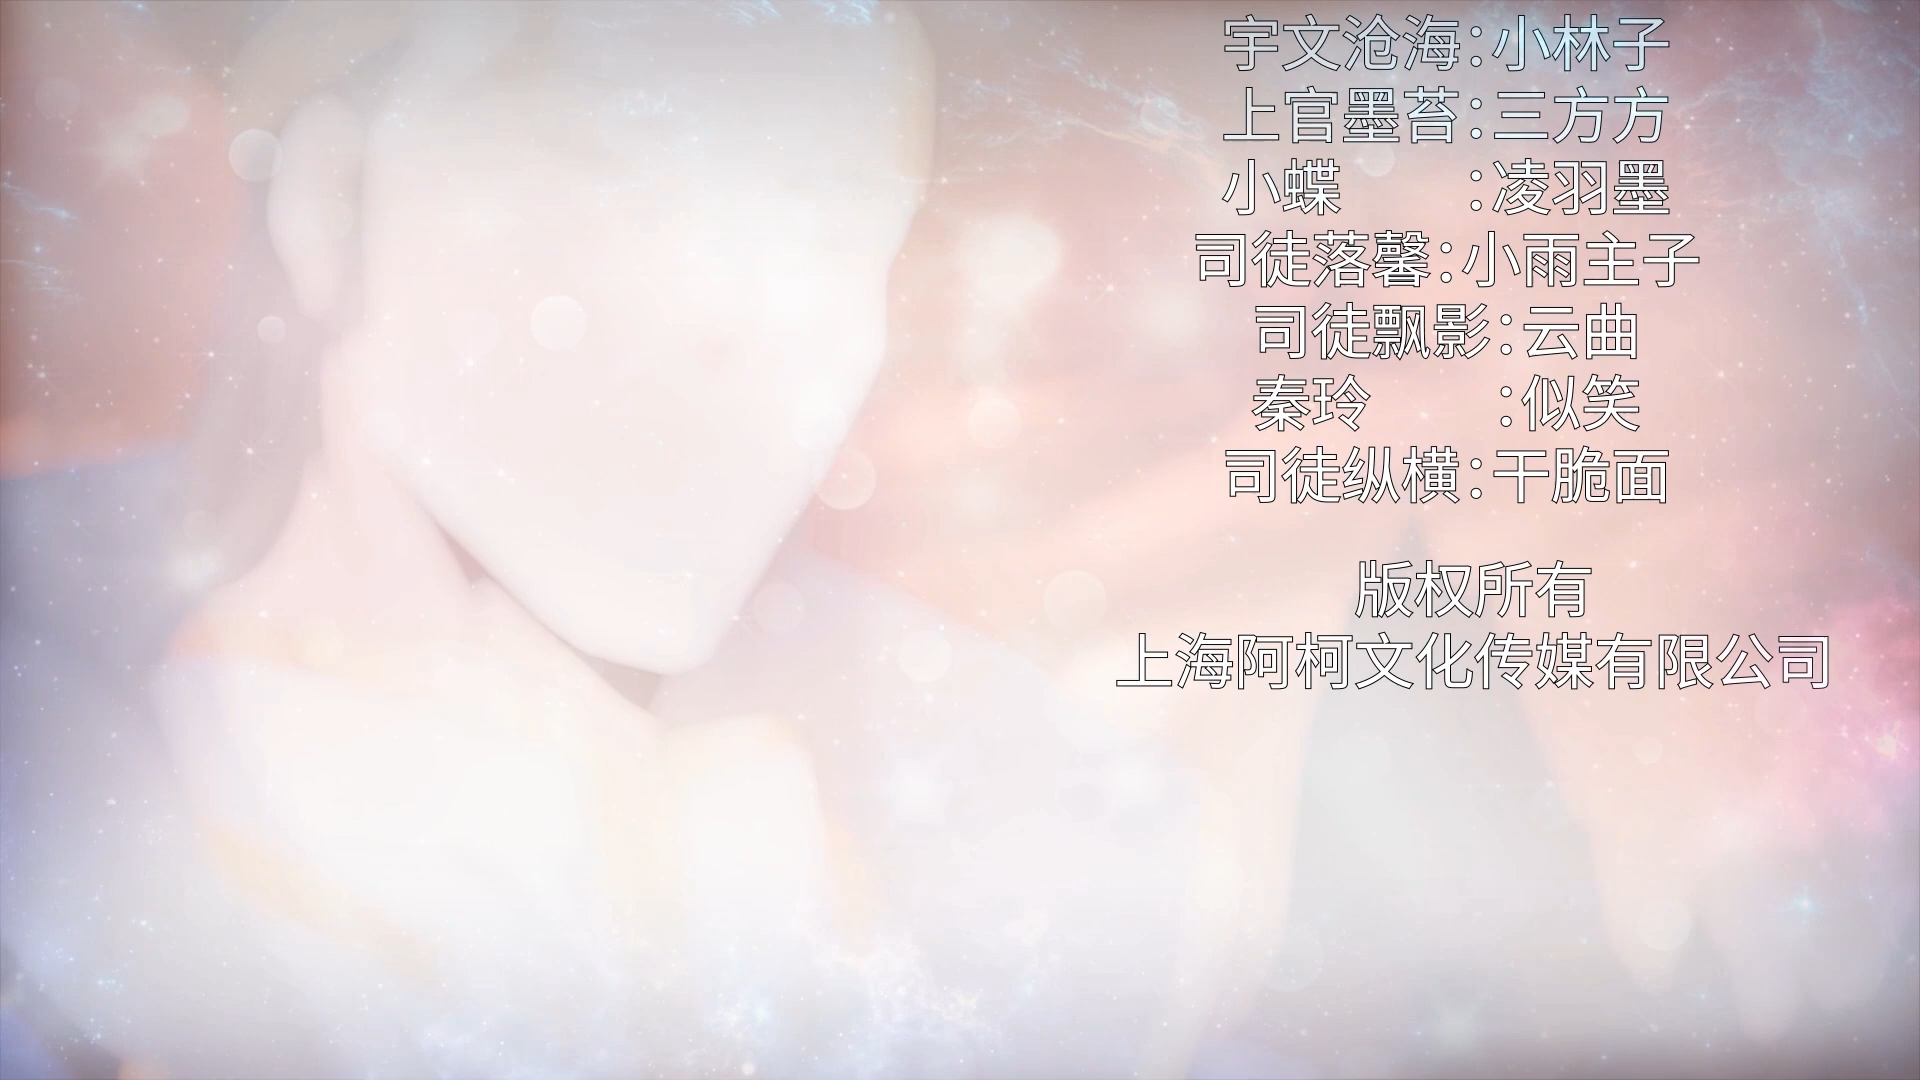 宇文沧海:小林子
上官墨苔:三方方
小蝶:凌羽墨
司徒落馨:小雨主子
司徒飘影:云曲
秦玲:似笑
司徒纵横:干脆面
版权所有
上海阿柯文化传媒有限公司